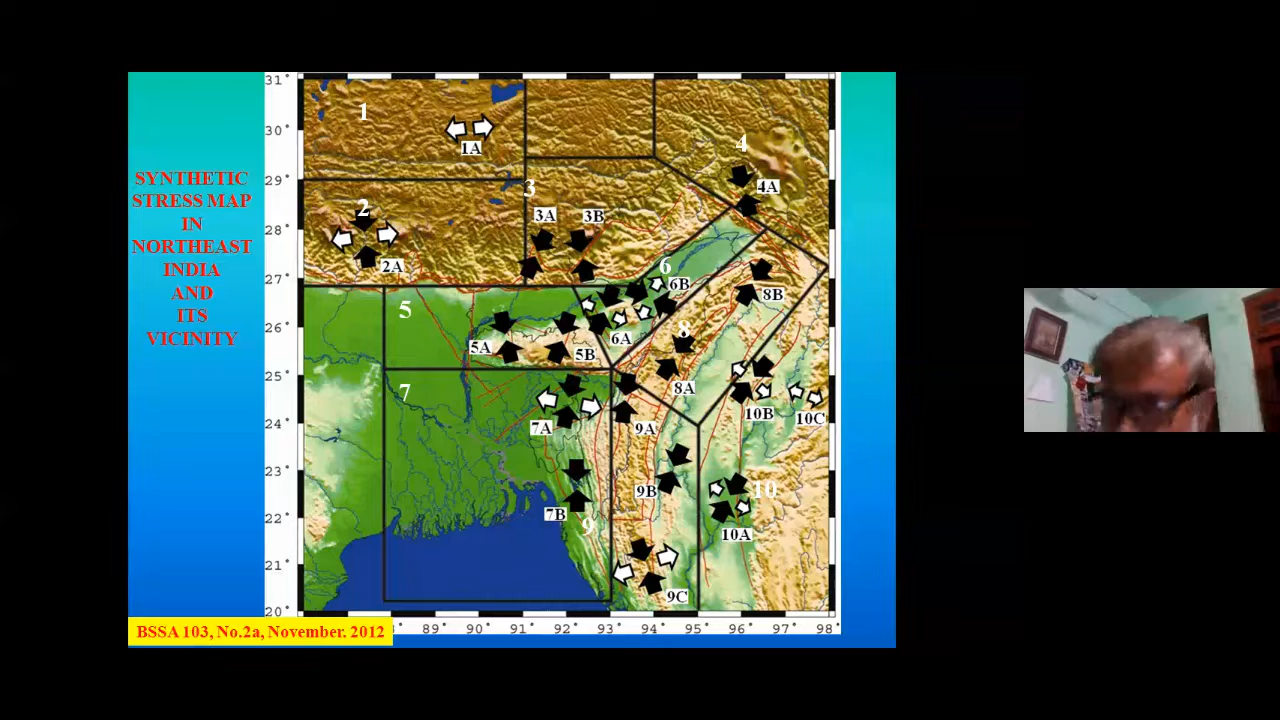 SYNTHETIC
STRESS MAP
IN
NORTHEAST
INDIA
AND
ITS
VICINITY
31°
30°
29°
28°
27°
26°
25°
24°
23°
22°
21°
20°
1
1A
2
2A
3
3A
3B
4
4A
5
5A
5B
6
6A
6B
7
7A
7B
8
8A
8B
9
9A
9B
9C
10
10A
10B
10C
89° 90° 91° 92° 93° 94° 95° 96° 97° 98°
BSSA 103, No.2a, November. 2012